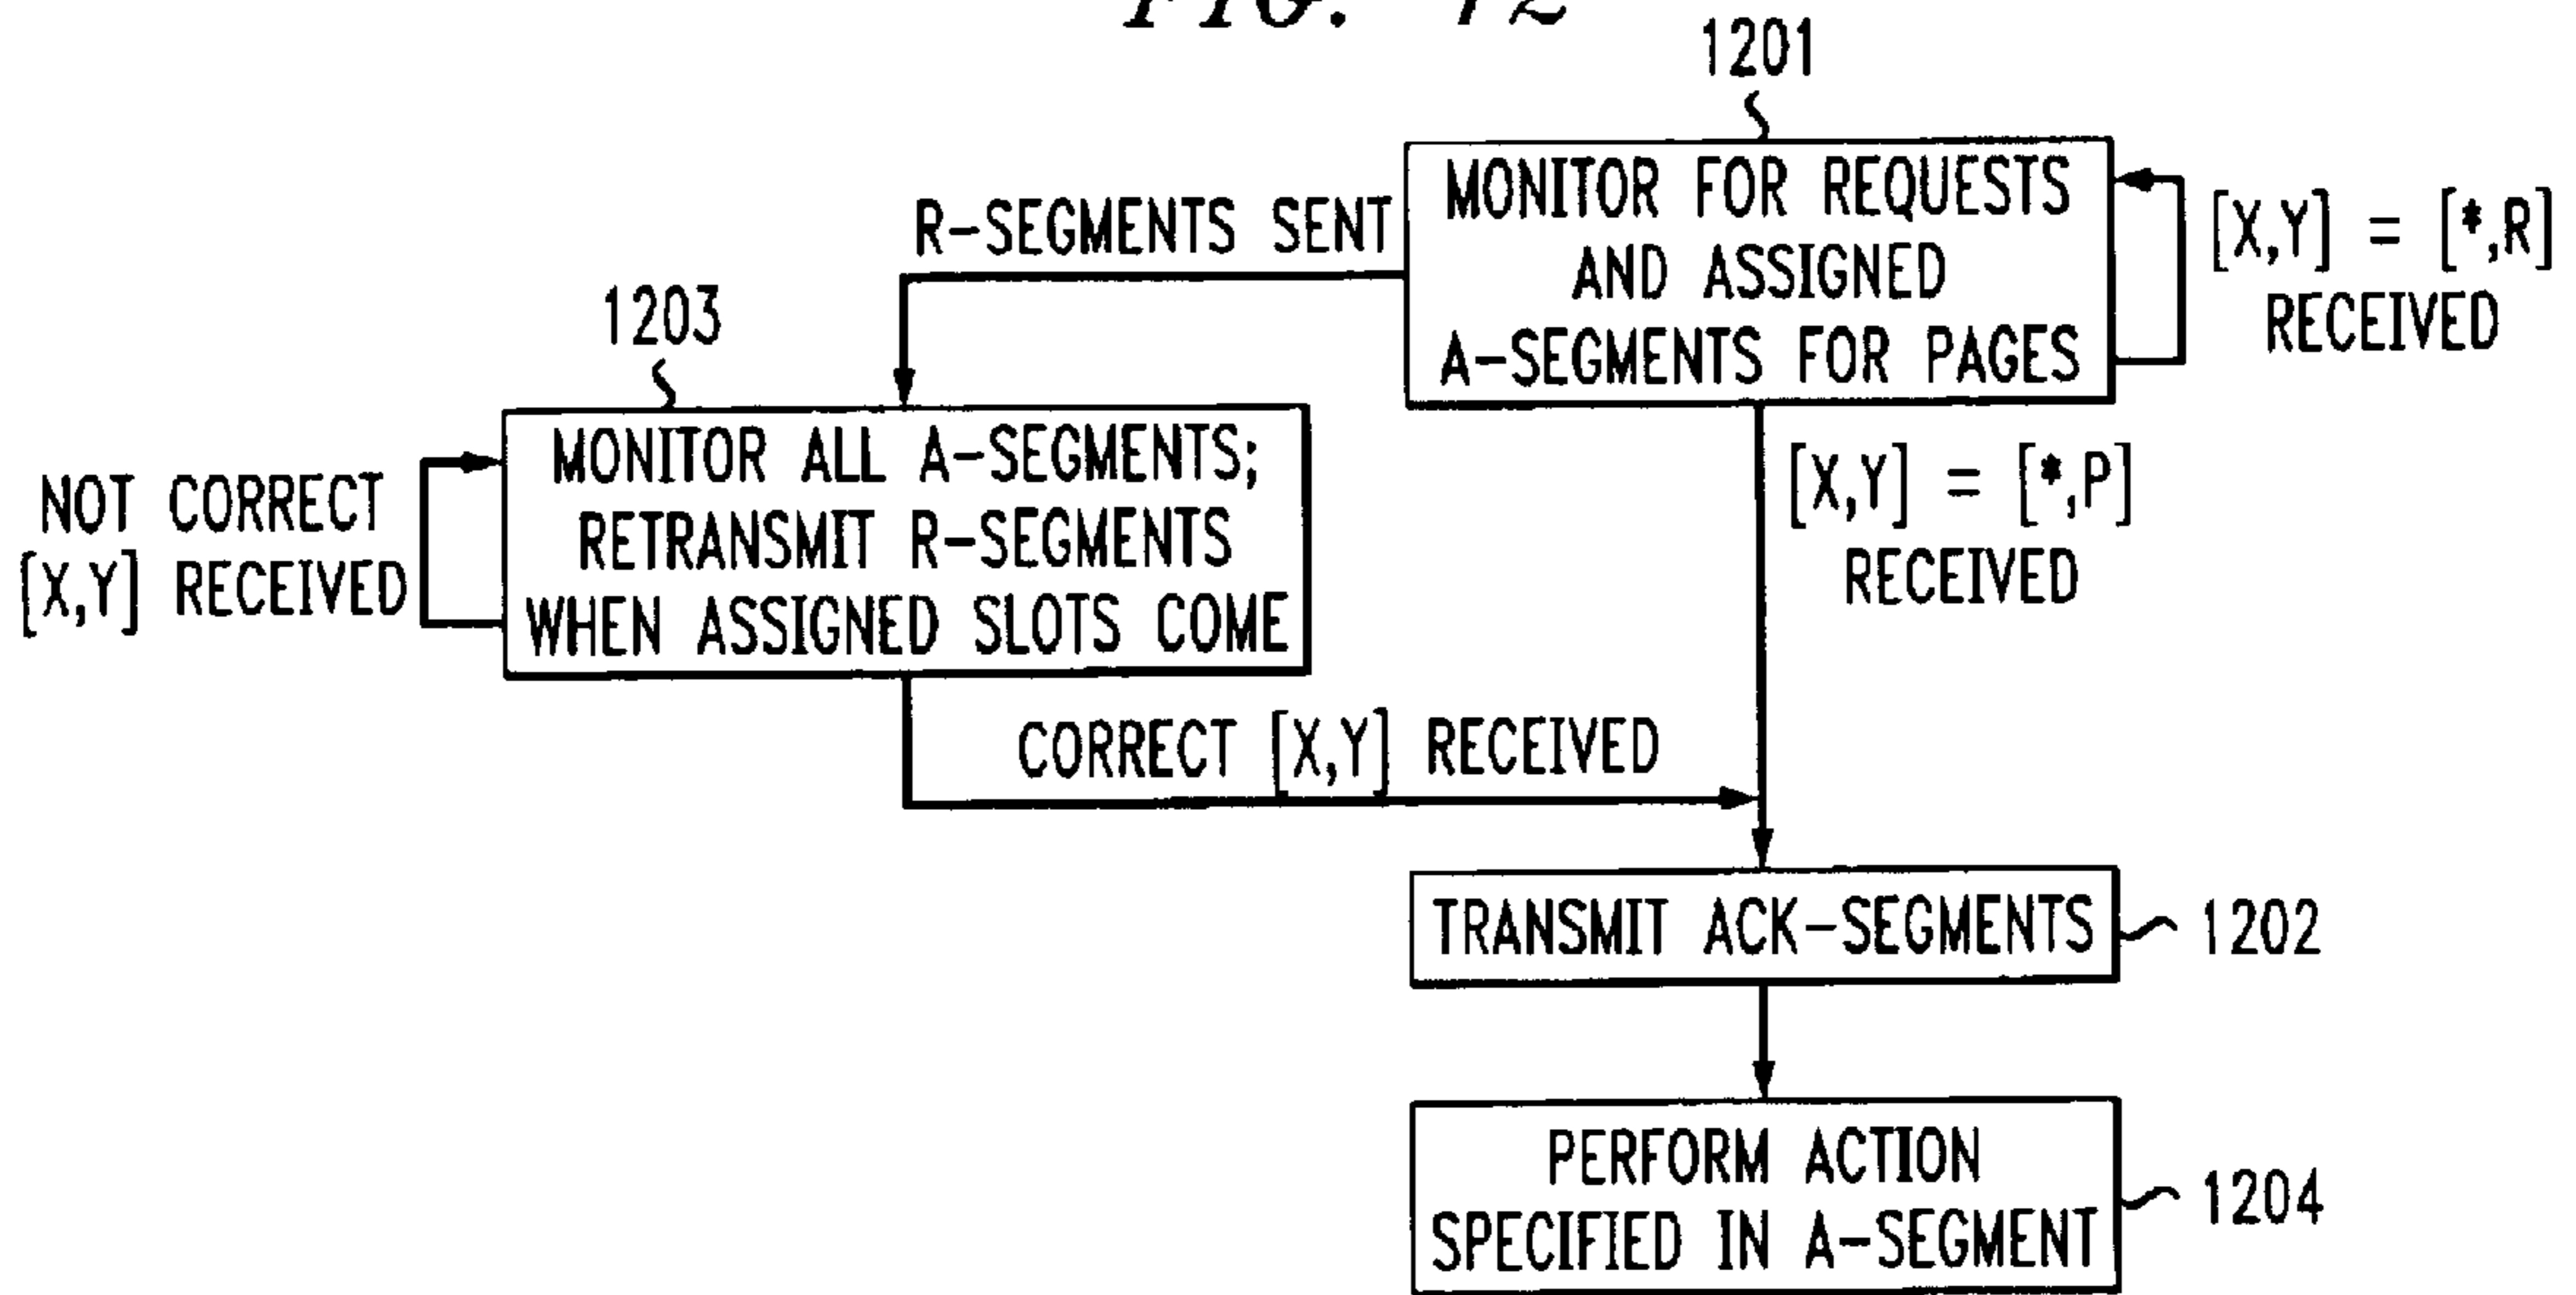 FIG. 12
1201
MONITOR FOR REQUESTS
AND ASSIGNED
A-SEGMENTS FOR PAGES
[X,Y] = [*,R]
RECEIVED
R-SEGMENTS SENT
1203
MONITOR ALL A-SEGMENTS;
RETRANSMIT R-SEGMENTS
WHEN ASSIGNED SLOTS COME
NOT CORRECT
[X,Y] RECEIVED
[X,Y] = [*,P]
RECEIVED
CORRECT [X,Y] RECEIVED
TRANSMIT ACK-SEGMENTS
1202
PERFORM ACTION
SPECIFIED IN A-SEGMENT
1204